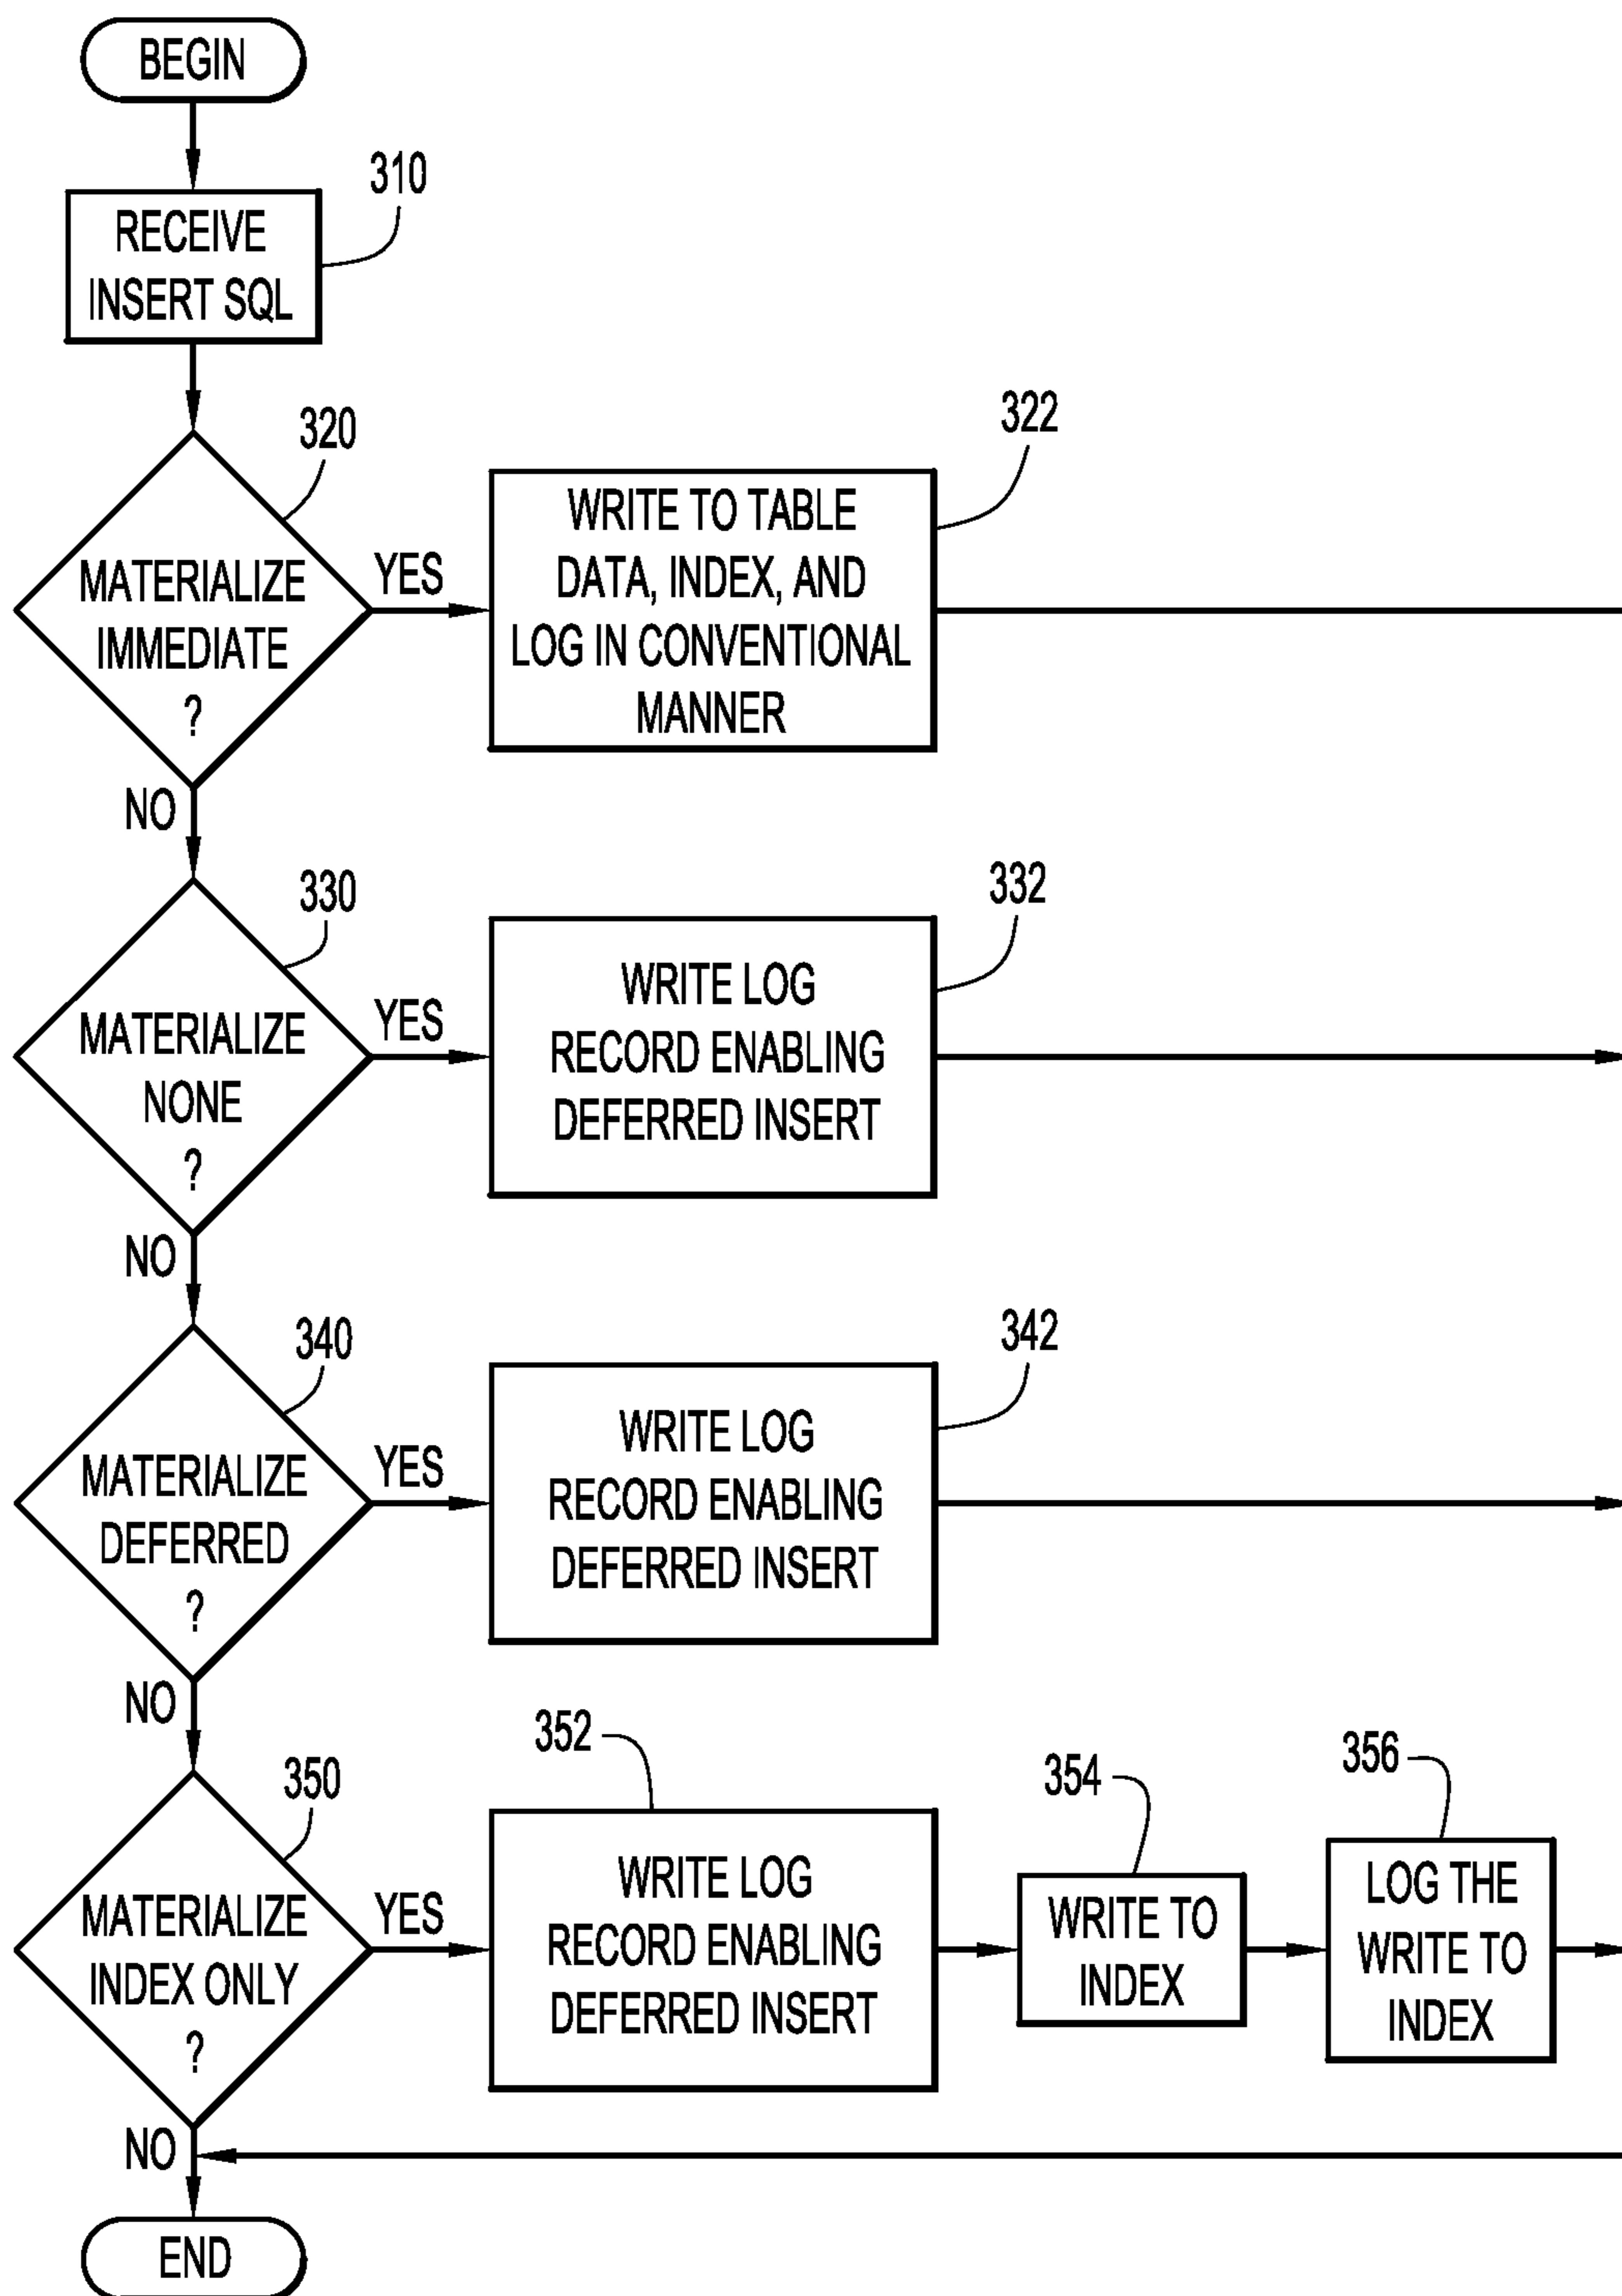 BEGIN
310
RECEIVE
INSERT SQL
320
MATERIALIZE
IMMEDIATE
?
YES
NO
322
WRITE TO TABLE
DATA, INDEX, AND
LOG IN CONVENTIONAL
MANNER
330
MATERIALIZE
NONE
?
YES
NO
332
WRITE LOG
RECORD ENABLING
DEFERRED INSERT
340
MATERIALIZE
DEFERRED
?
YES
NO
342
WRITE LOG
RECORD ENABLING
DEFERRED INSERT
350
MATERIALIZE
INDEX ONLY
?
YES
NO
352
WRITE LOG
RECORD ENABLING
DEFERRED INSERT
354
WRITE TO
INDEX
356
LOG THE
WRITE TO
INDEX
END